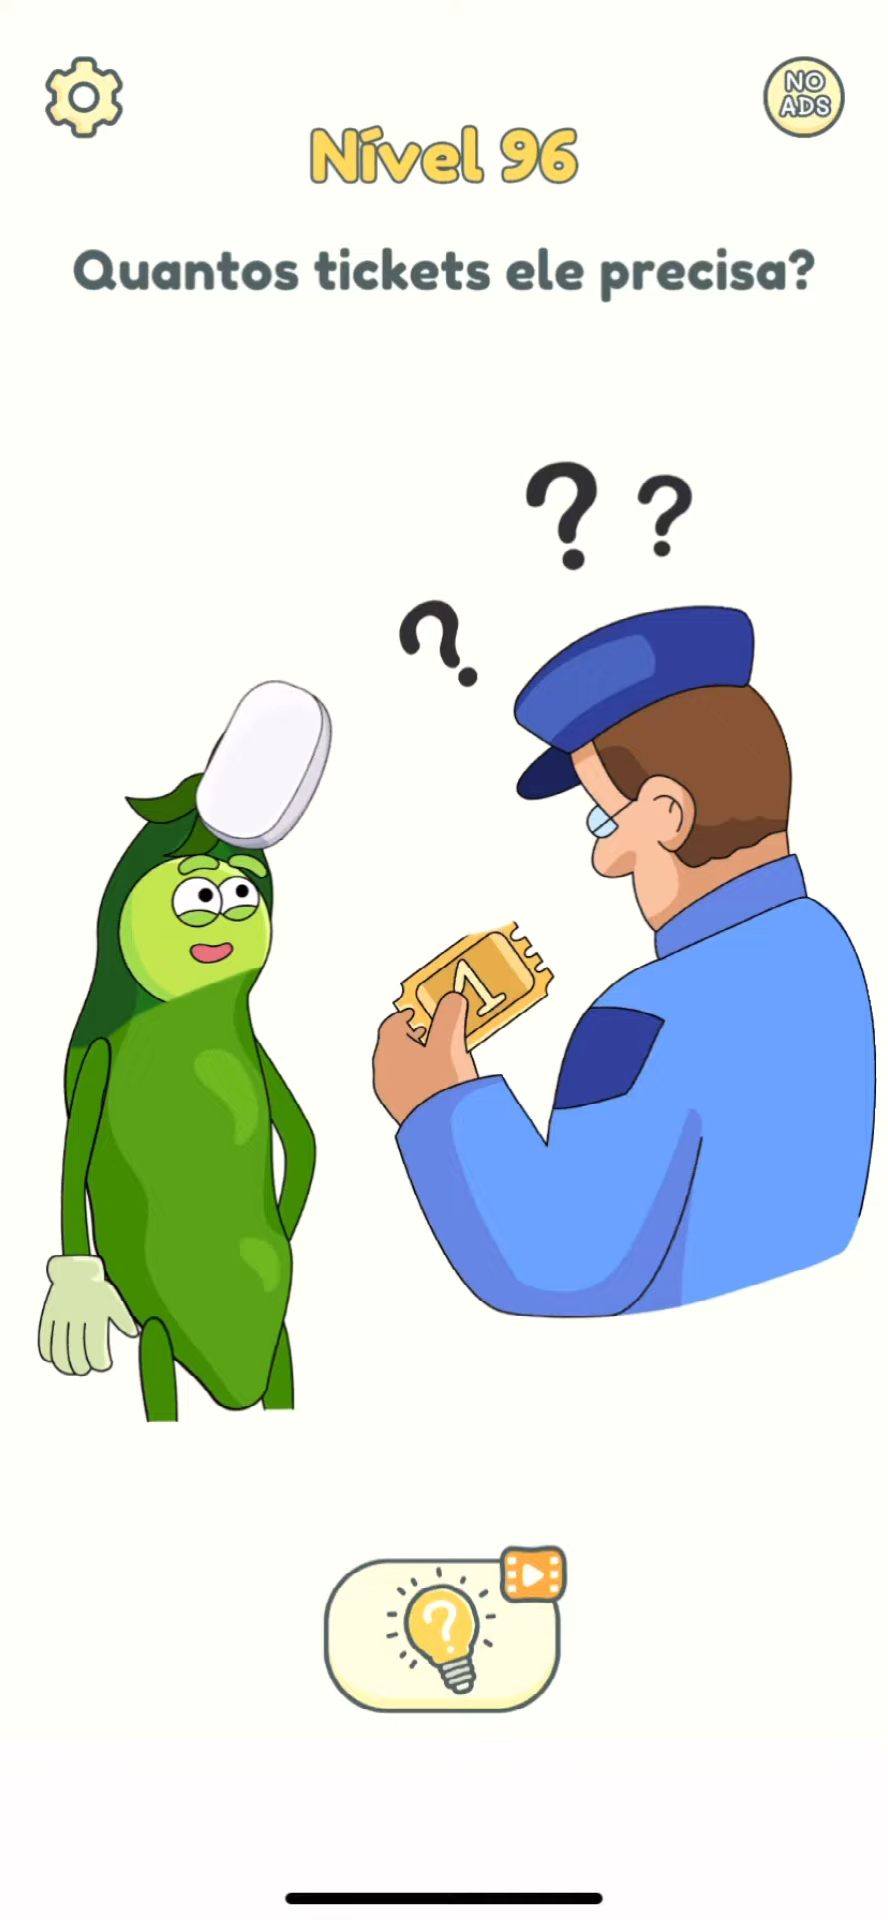 NO
ADS
Nível 96
Quantos tickets ele precisa?
? ?
?
1
?